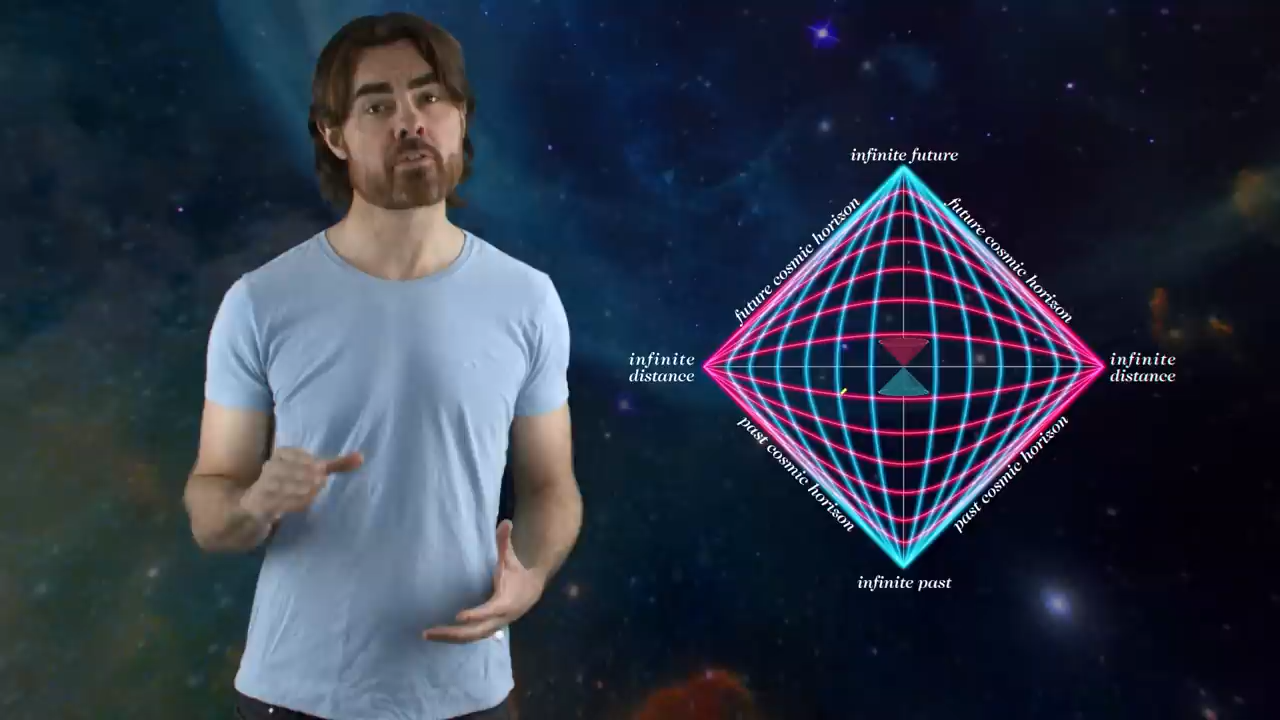 infinite future
future cosmic horizon
future cosmic horizon
infinite
distance
infinite
distance
past cosmic horizon
past cosmic horizon
infinite past